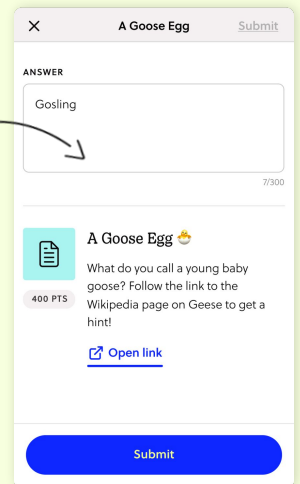 A Goose Egg
Submit
ANSWER
Gosling
7/300
A Goose Egg 🐣
400 PTS
What do you call a young baby
goose? Follow the link to the
Wikipedia page on Geese to get a
hint!
Open link
Submit